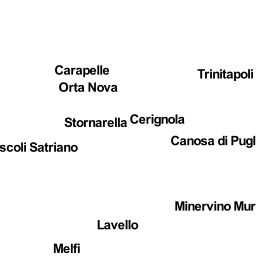 Carapelle
Trinitapoli
Orta Nova
Stornarella
Cerignola
Canosa di Pugl
scoli Satriano
Minervino Mur
Lavello
Melfi